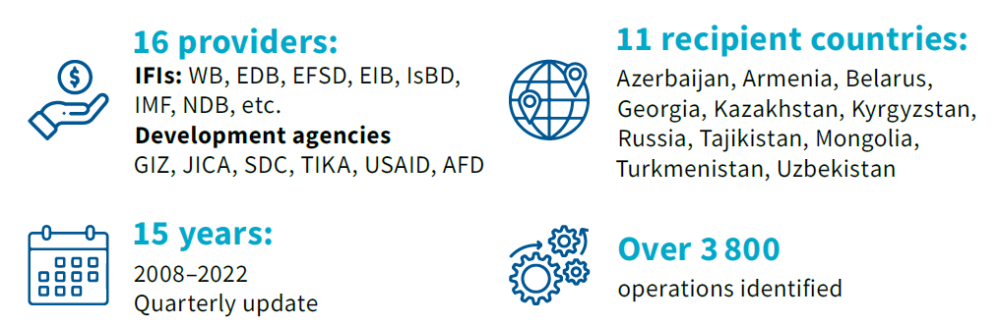 16 providers:
IFIs: WB, EDB, EFSD, EIB, IsBD,
IMF, NDB, etc.
Development agencies
GIZ, JICA, SDC, TIKA, USAID, AFD
11 recipient countries:
Azerbaijan, Armenia, Belarus,
Georgia, Kazakhstan, Kyrgyzstan,
Russia, Tajikistan, Mongolia,
Turkmenistan, Uzbekistan
15 years:
2008–2022
Quarterly update
Over 3 800
operations identified
$